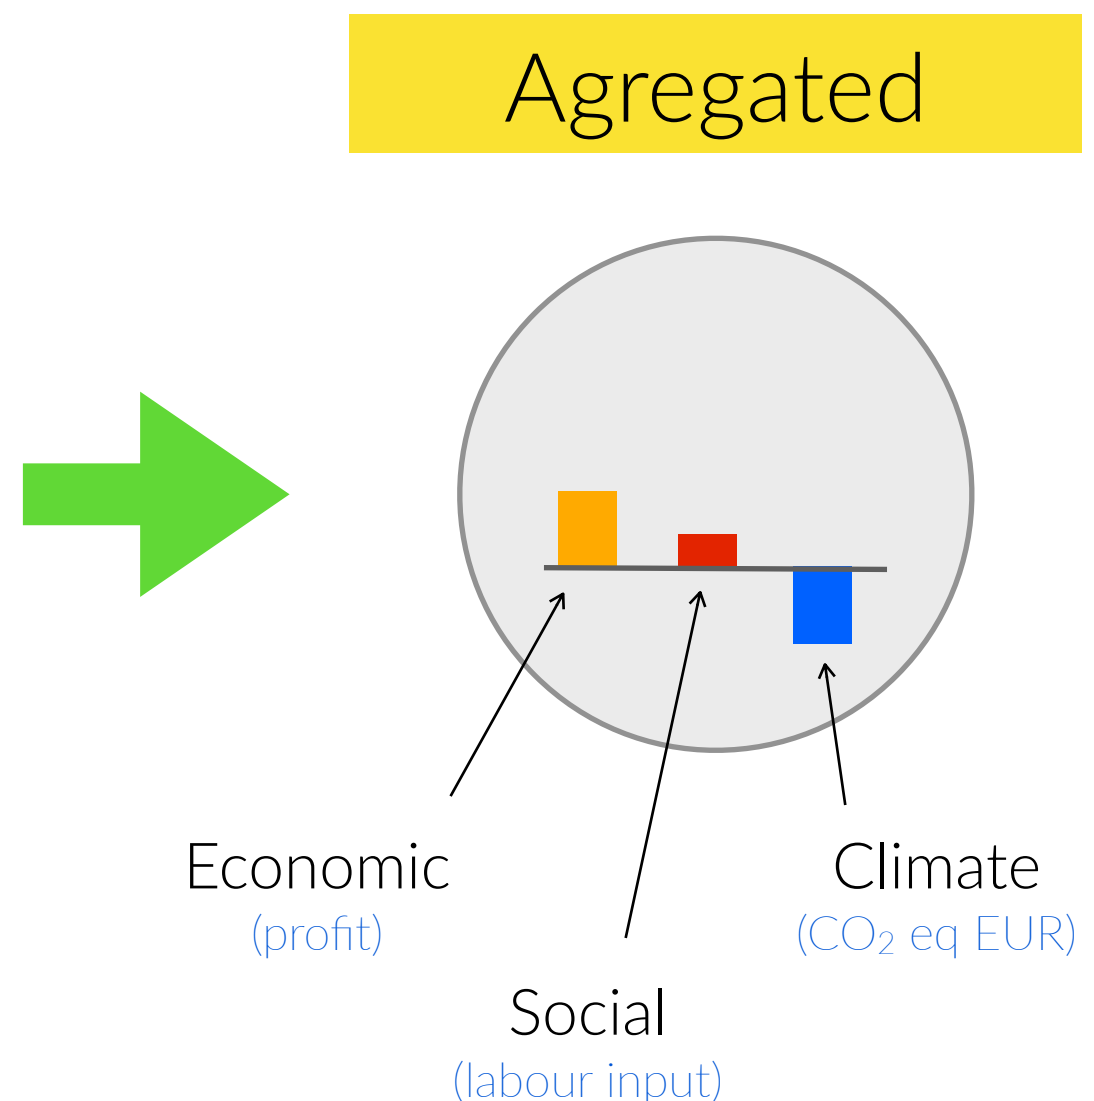 Agregated
Economic
(profit)
Climate
(CO₂ eq EUR)
Social
(labour input)